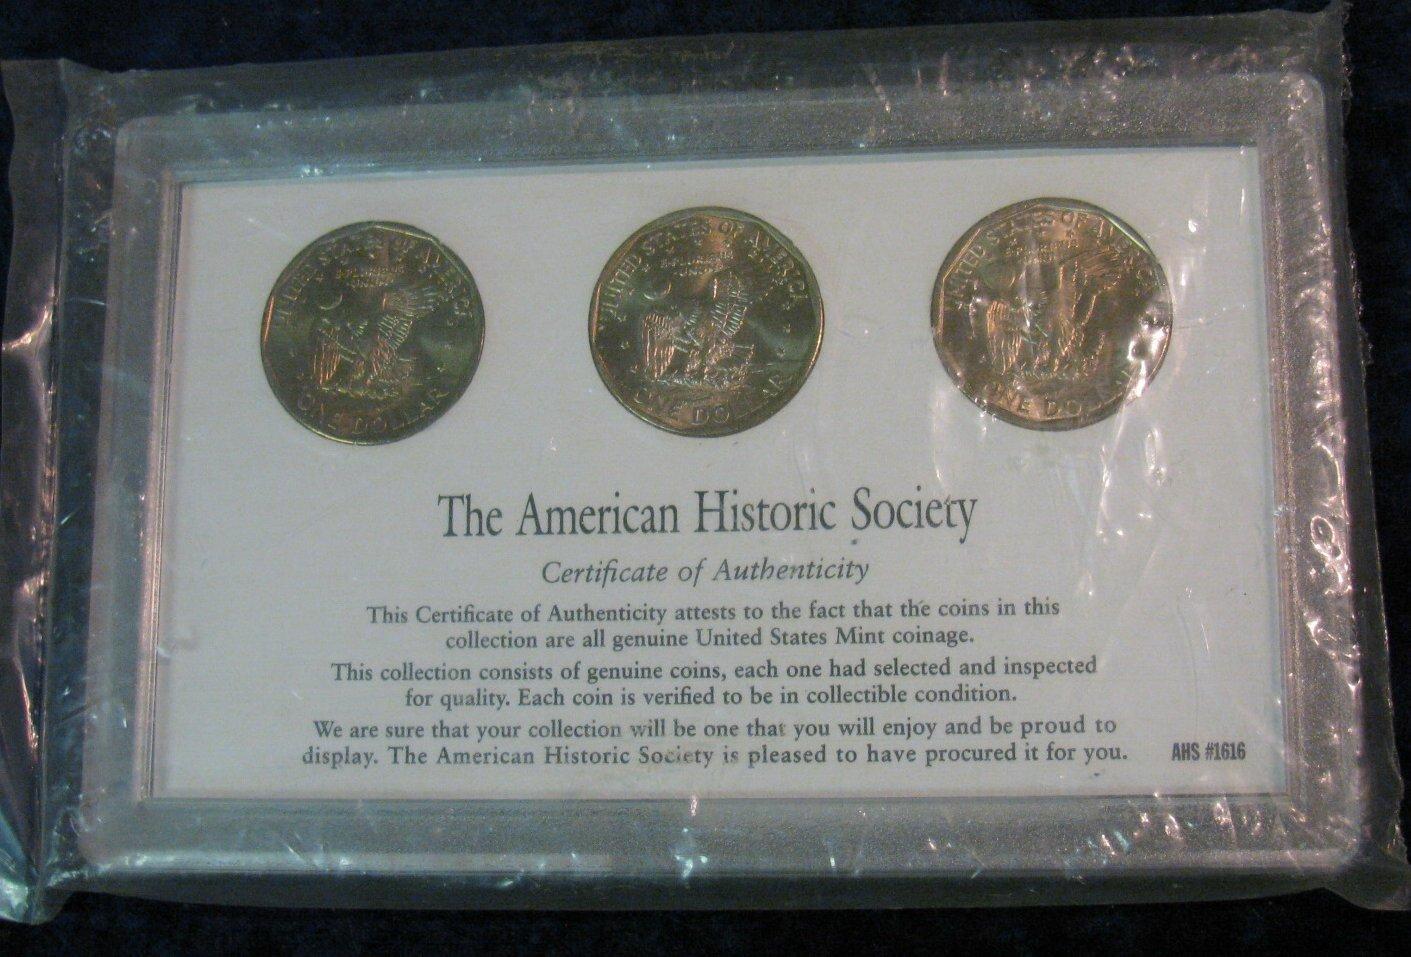 UNITED STATES OF AMERICA
E·PLURIBUS
UNUM
ONE DOLLAR
UNITED STATES OF AMERICA
E·PLURIBUS
UNUM
ONE DOLLAR
UNITED STATES OF AMERICA
ONE DOLLAR
The American Historic Society
Certificate of Authenticity
This Certificate of Authenticity attests to the fact that the coins in this
collection are all genuine United States Mint coinage.
This collection consists of genuine coins, each one had selected and inspected
for quality. Each coin is verified to be in collectible condition.
We are sure that your collection will be one that you will enjoy and be proud to
display. The American Historic Society is pleased to have procured it for you.
AHS #1616